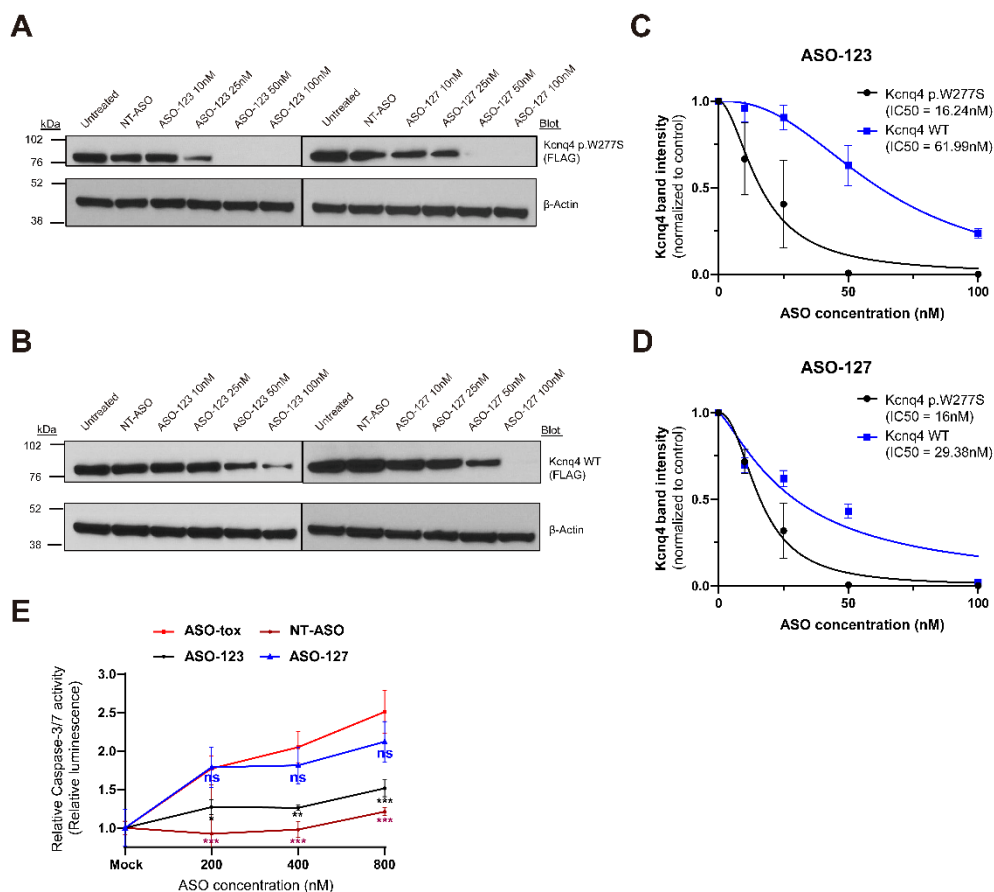 A
kDa
Untreated
NT-ASO
ASO-123 10nM
ASO-123 25nM
ASO-123 50nM
ASO-123 100nM
Untreated
NT-ASO
ASO-127 10nM
ASO-127 25nM
ASO-127 50nM
ASO-127 100nM
Blot
102
76
Kcnq4 p.W277S
(FLAG)
52
38
β-Actin
B
kDa
Untreated
NT-ASO
ASO-123 10nM
ASO-123 25nM
ASO-123 50nM
ASO-123 100nM
Untreated
NT-ASO
ASO-127 10nM
ASO-127 25nM
ASO-127 50nM
ASO-127 100nM
Blot
102
76
Kcnq4 WT
(FLAG)
52
38
β-Actin
C
ASO-123
Kcnq4 p.W277S
(IC50 = 16.24nM)
Kcnq4 WT
(IC50 = 61.99nM)
Kcnq4 band intensity
(normalized to control)
1.0
0.5
0.0
0
50
100
ASO concentration (nM)
D
ASO-127
Kcnq4 p.W277S
(IC50 = 16nM)
Kcnq4 WT
(IC50 = 29.38nM)
Kcnq4 band intensity
(normalized to control)
1.0
0.5
0.0
0
50
100
ASO concentration (nM)
E
ASO-tox
NT-ASO
ASO-123
ASO-127
Relative Caspase-3/7 activity
(Relative luminescence)
3.0
2.5
2.0
1.5
1.0
ns
ns
ns
*
**
***
***
***
***
Mock
200
400
800
ASO concentration (nM)